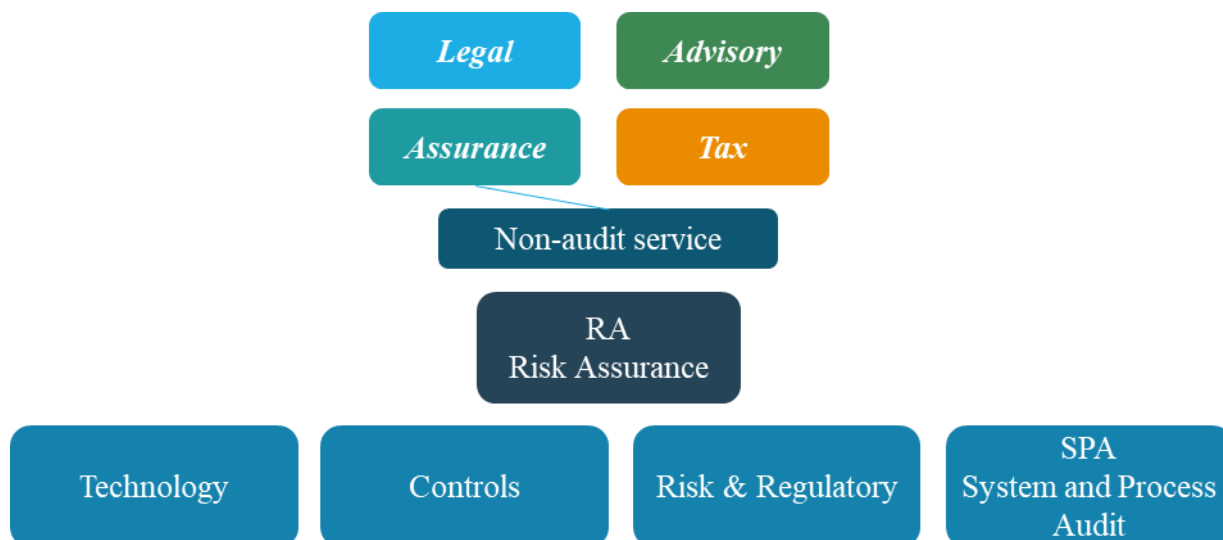 Legal
Advisory
Assurance
Tax
Non-audit service
RA
Risk Assurance
Technology
Controls
Risk & Regulatory
SPA
System and Process
Audit